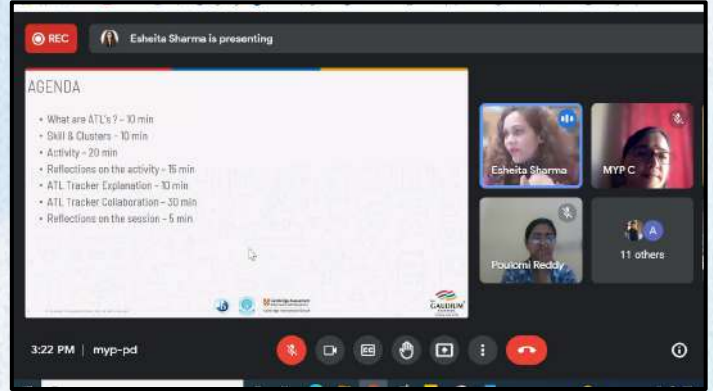 REC
Esheita Sharma is presenting
AGENDA
• What are ATL's ? – 10 min
• Skill & Clusters – 10 min
• Activity – 20 min
• Reflections on the activity – 15 min
• ATL Tracker Explanation – 10 min
• ATL Tracker Collaboration – 30 min
• Reflections on the session – 5 min
Esheita Sharma
MYP C
Poulomi Reddy
A
11 others
GAUDIUM
3:22 PM | myp-pd
CC